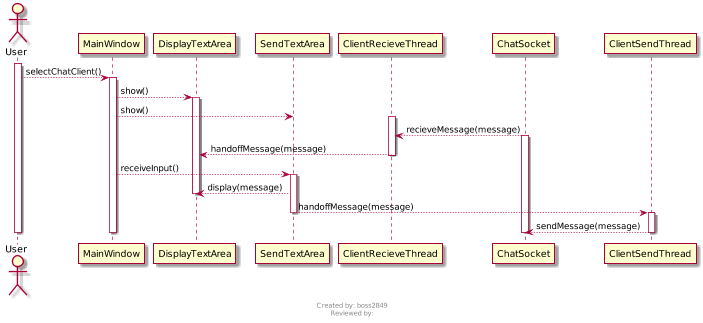 User
MainWindow DisplayTextArea SendTextArea ClientRecieveThread ChatSocket ClientSendThread
selectChatClient()
show()
show()
recieveMessage(message)
handoffMessage(message)
receiveInput()
display(message)
handoffMessage(message)
sendMessage(message)
User
MainWindow DisplayTextArea SendTextArea ClientRecieveThread ChatSocket ClientSendThread
Created by: boss2849
Reviewed by: